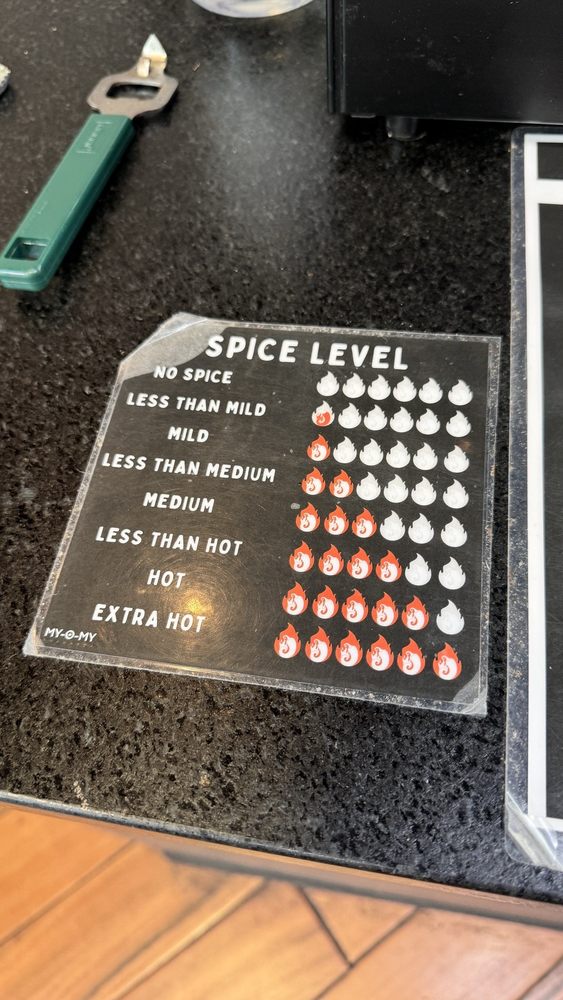 SPICE LEVEL
NO SPICE
LESS THAN MILD
MILD
LESS THAN MEDIUM
MEDIUM
LESS THAN HOT
HOT
EXTRA HOT
MY-O-MY